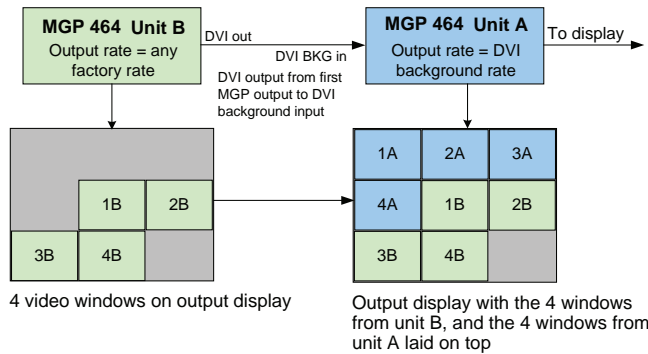 MGP 464 Unit B
Output rate = any
factory rate
DVI out
DVI BKG in
DVI output from first
MGP output to DVI
background input
MGP 464 Unit A
Output rate = DVI
background rate
To display
1B
2B
3B
4B
4 video windows on output display
1A
2A
3A
4A
1B
2B
3B
4B
Output display with the 4 windows
from unit B, and the 4 windows from
unit A laid on top